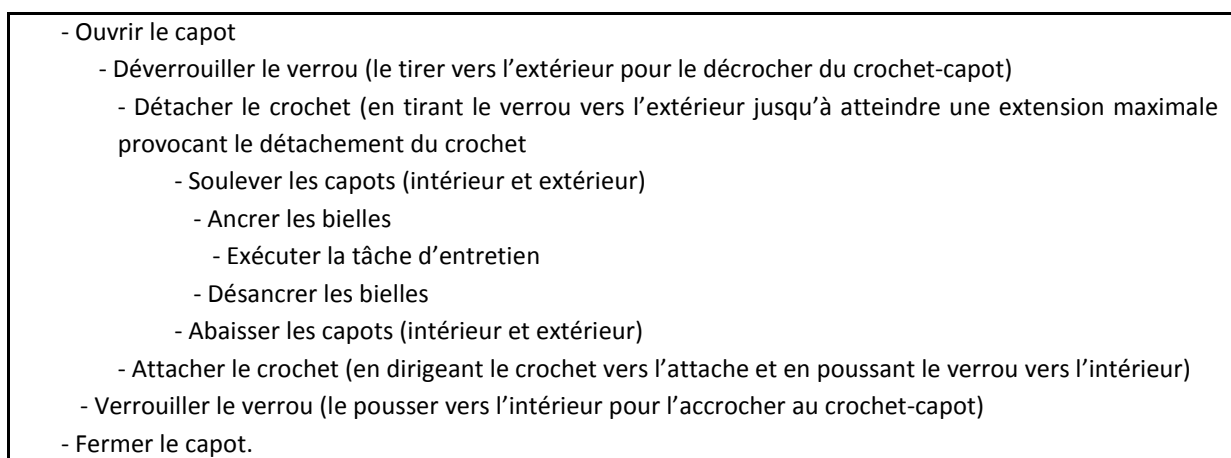 - Ouvrir le capot
- Déverrouiller le verrou (le tirer vers l’extérieur pour le décrocher du crochet-capot)
- Détacher le crochet (en tirant le verrou vers l’extérieur jusqu’à atteindre une extension maximale
provocant le détachement du crochet
- Soulever les capots (intérieur et extérieur)
- Ancrer les bielles
- Exécuter la tâche d’entretien
- Désancrer les bielles
- Abaisser les capots (intérieur et extérieur)
- Attacher le crochet (en dirigeant le crochet vers l’attache et en poussant le verrou vers l’intérieur)
- Verrouiller le verrou (le pousser vers l’intérieur pour l’accrocher au crochet-capot)
- Fermer le capot.